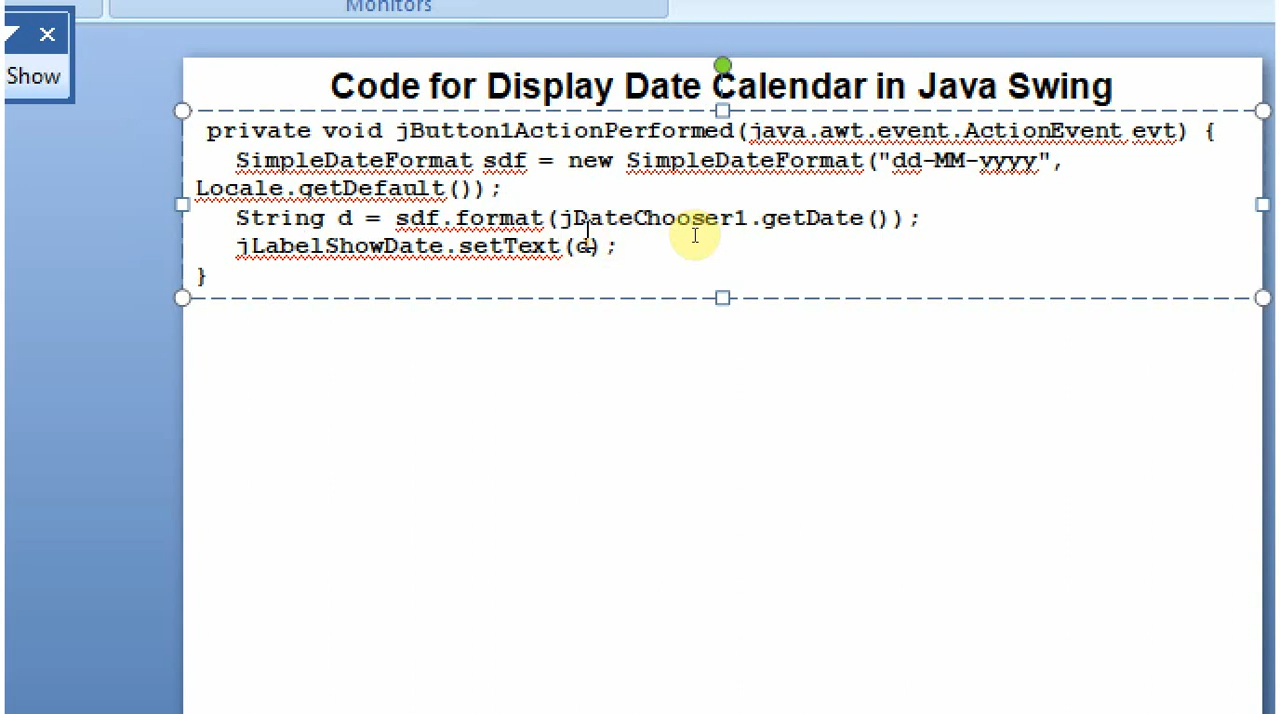 Monitors
Show
Code for Display Date Calendar in Java Swing
private void jButton1ActionPerformed(java.awt.event.ActionEvent evt) {
SimpleDateFormat sdf = new SimpleDateFormat("dd-MM-yyyy",
Locale.getDefault());
String d = sdf.format(jDateChooser1.getDate());
jLabelShowDate.setText(d);
}